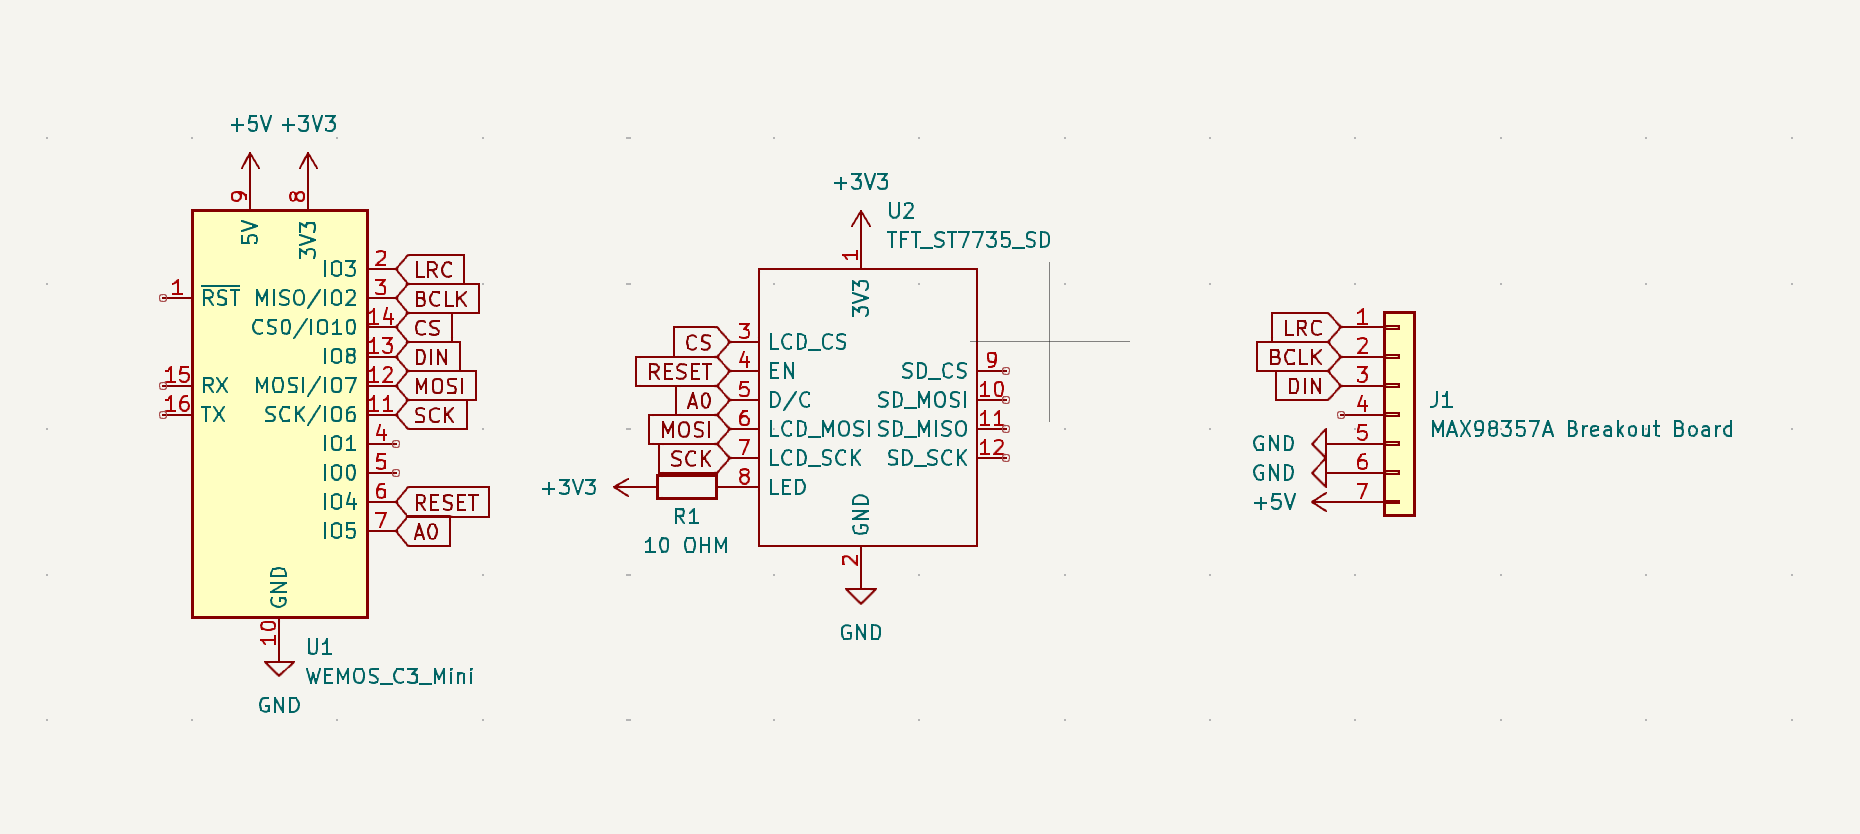 +5V +3V3
9 8
5V 3V3
1 RST
15 RX
16 TX
IO3 2 LRC
MISO/IO2 3 BCLK
CS0/IO10 14 CS
IO8 13 DIN
MOSI/IO7 12 MOSI
SCK/IO6 11 SCK
IO1 4
IO0 5
IO4 6 RESET
IO5 7 A0
GND
10
U1
WEMOS_C3_Mini
GND
+3V3
U2
TFT_ST7735_SD
1
3V3
CS 3 LCD_CS
RESET 4 EN
A0 5 D/C
MOSI 6 LCD_MOSI
SCK 7 LCD_SCK
+3V3 8 LED
R1
10 OHM
SD_CS 9
SD_MOSI 10
SD_MISO 11
SD_SCK 12
GND
2
GND
LRC 1
BCLK 2
DIN 3
4
GND 5
GND 6
+5V 7
J1
MAX98357A Breakout Board